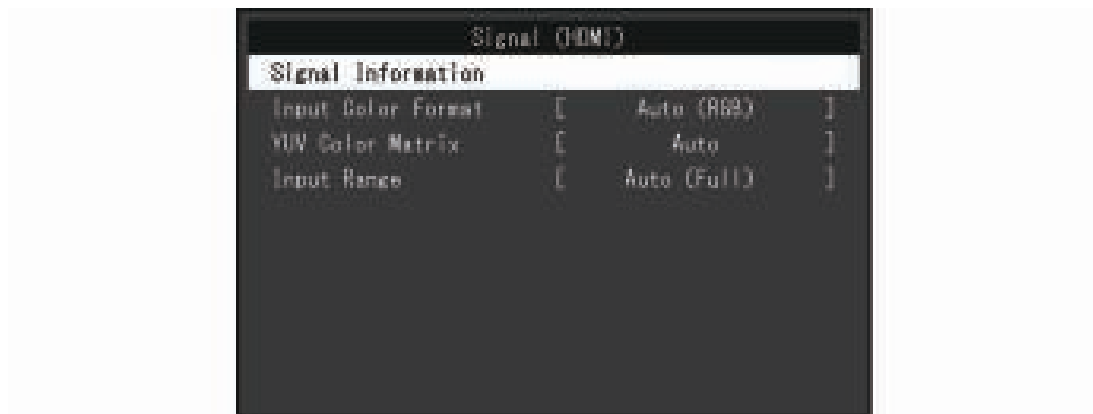 Signal (HDMI)
Signal Information
Input Color Format [ Auto (RGB) ]
YUV Color Matrix [ Auto ]
Input Range [ Auto (Full) ]